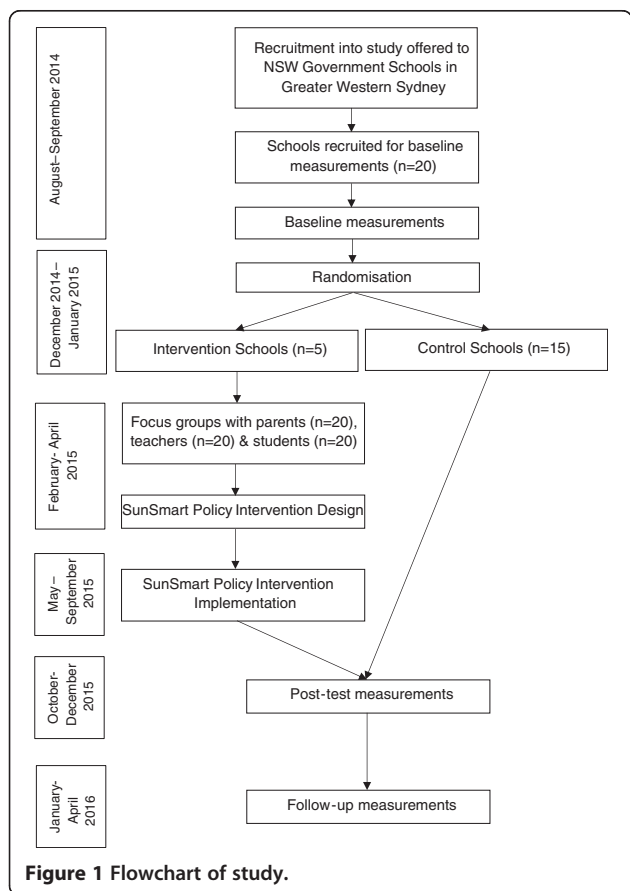 August–September 2014
Recruitment into study offered to
NSW Government Schools in
Greater Western Sydney
Schools recruited for baseline
measurements (n=20)
Baseline measurements
December 2014–
January 2015
Randomisation
Intervention Schools (n=5)
Control Schools (n=15)
February- April
2015
Focus groups with parents (n=20),
teachers (n=20) & students (n=20)
SunSmart Policy Intervention Design
May–
September
2015
SunSmart Policy Intervention
Implementation
October-
December
2015
Post-test measurements
January-
April
2016
Follow-up measurements
Figure 1 Flowchart of study.